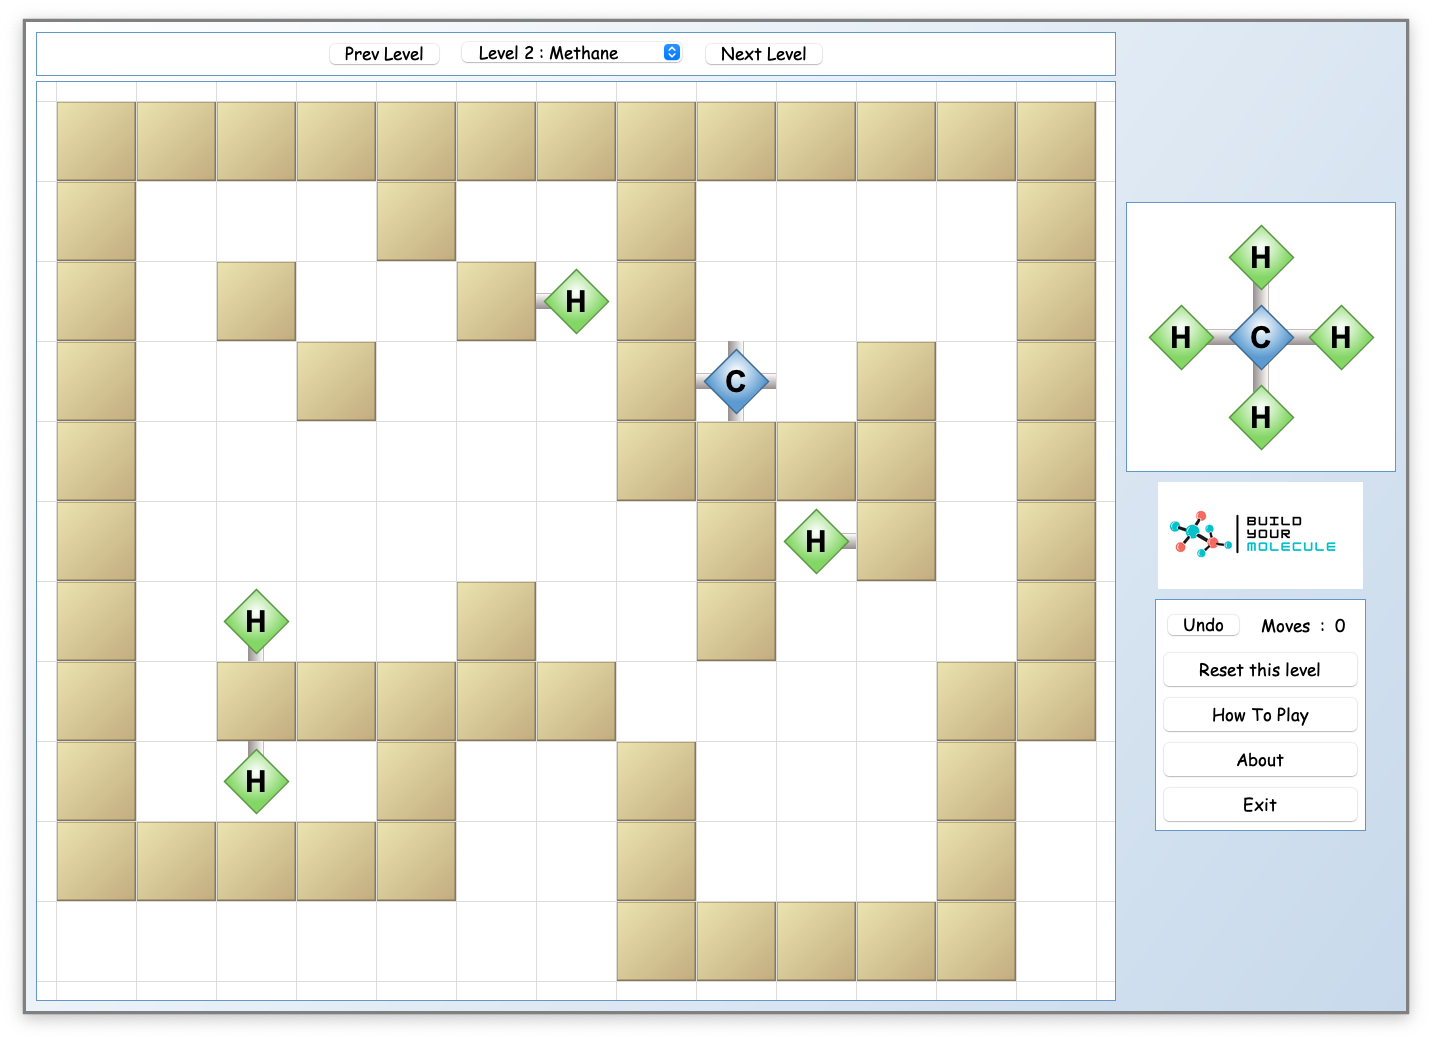 Prev Level Level 2 : Methane Next Level
H
C
H
H
H
H
H C H
H
BUILD
YOUR
MOLECULE
Undo Moves : 0
Reset this level
How To Play
About
Exit